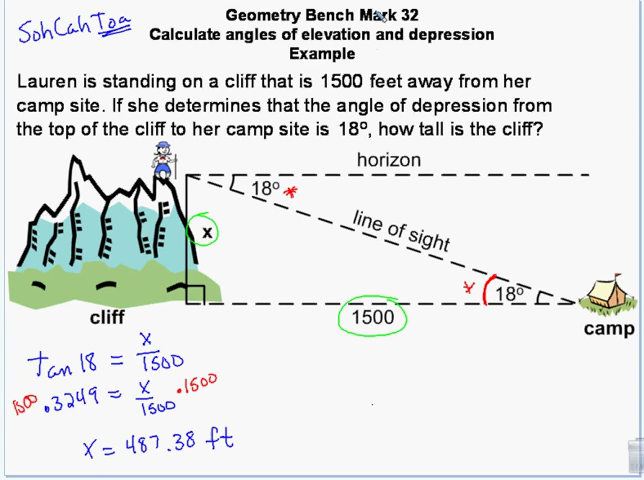 SohCahToa
Geometry Bench Mark 32
Calculate angles of elevation and depression
Example
Lauren is standing on a cliff that is 1500 feet away from her
camp site. If she determines that the angle of depression from
the top of the cliff to her camp site is 18º, how tall is the cliff?
horizon
18º *
x
line of sight
* 18º
1500
cliff
camp
tan 18 = x/1500
1500 · .3249 = x/1500 · 1500
x = 487.38 ft